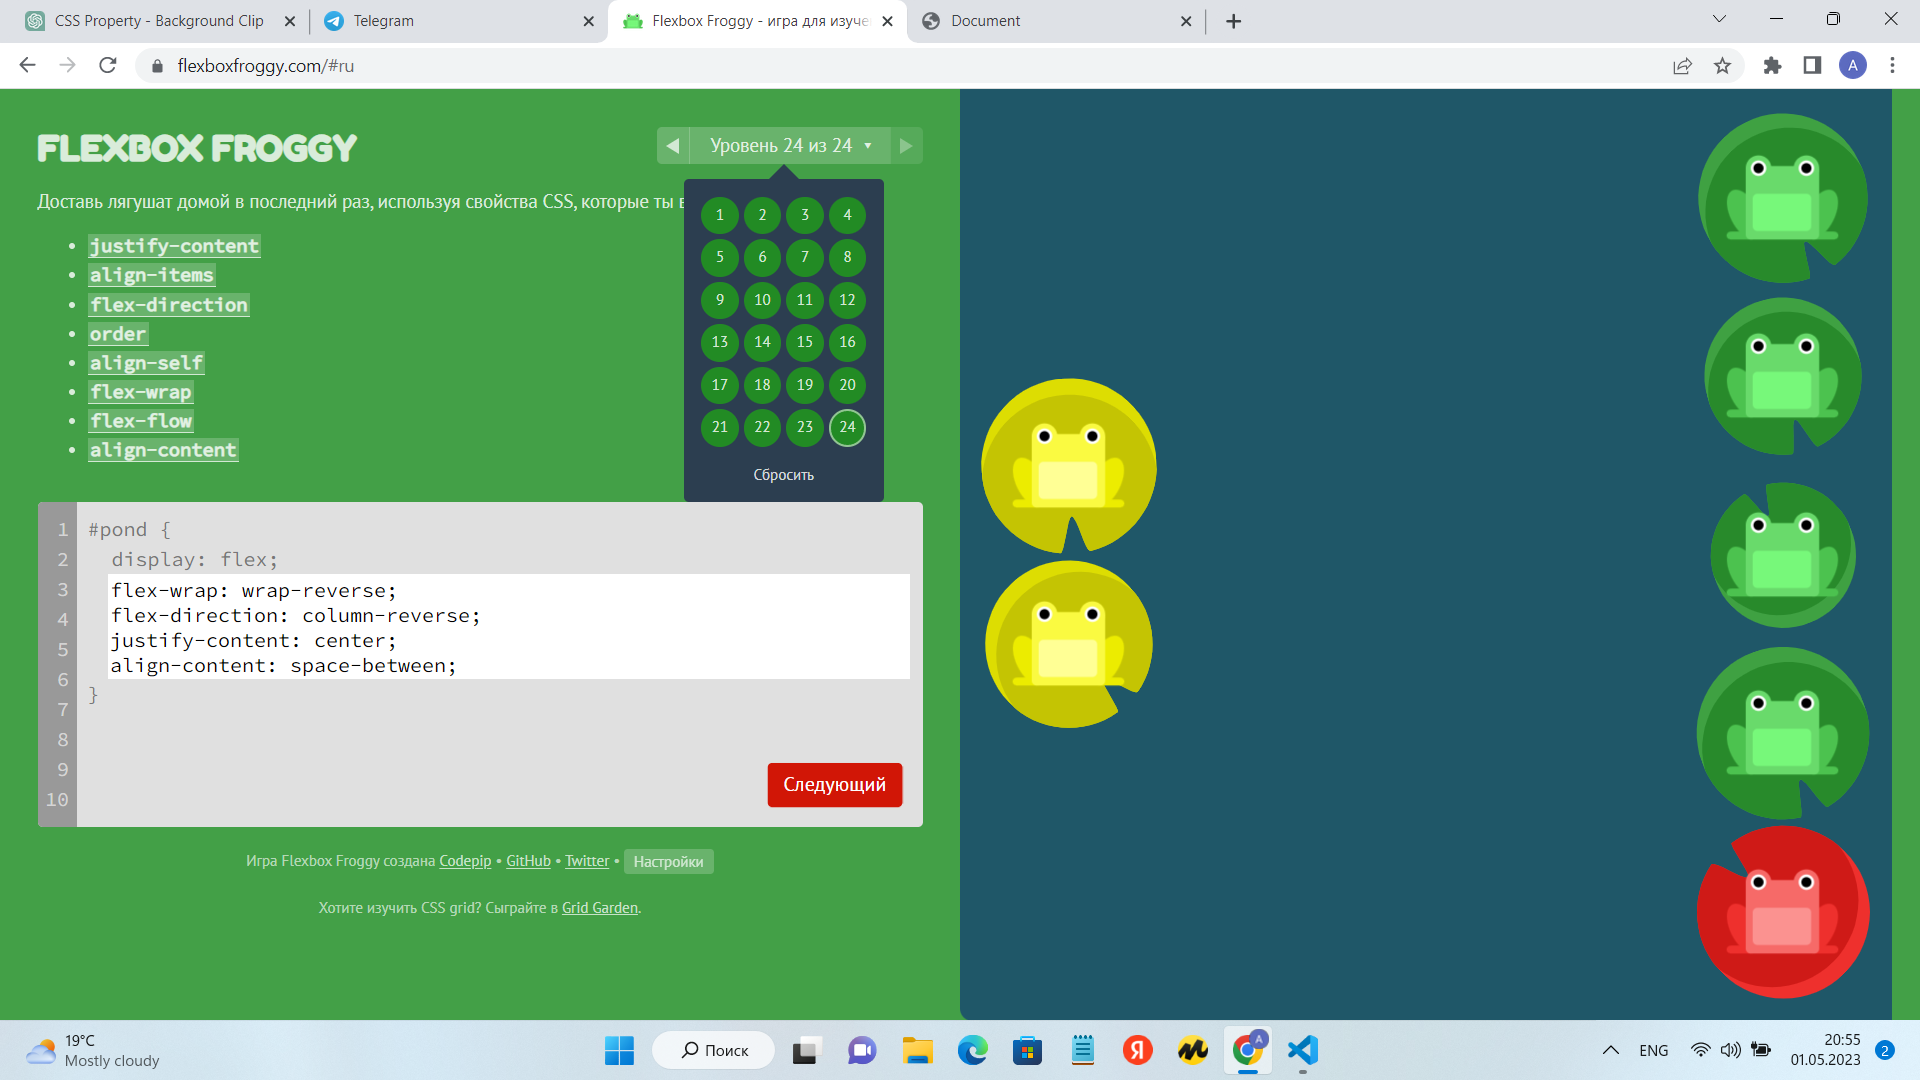 CSS Property - Background Clip
Telegram
Flexbox Froggy - игра для изуче
Document
flexboxfroggy.com/#ru
A
FLEXBOX FROGGY
Уровень 24 из 24
Доставь лягушат домой в последний раз, используя свойства CSS, которые ты
justify-content
align-items
flex-direction
order
align-self
flex-wrap
flex-flow
align-content
1 2 3 4
5 6 7 8
9 10 11 12
13 14 15 16
17 18 19 20
21 22 23 24
Сбросить
1 #pond {
2 display: flex;
3 flex-wrap: wrap-reverse;
4 flex-direction: column-reverse;
5 justify-content: center;
6 align-content: space-between;
7 }
8
9
10
Следующий
Игра Flexbox Froggy создана Codepip • GitHub • Twitter • Настройки
Хотите изучить CSS grid? Сыграйте в Grid Garden.
19°C
Mostly cloudy
Поиск
Я
A
ENG
20:55
01.05.2023
2